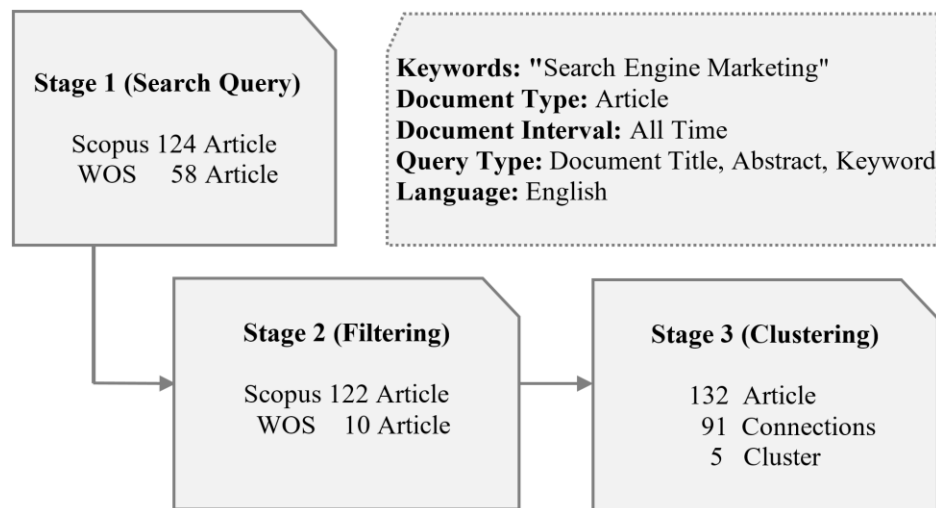 Stage 1 (Search Query)
Scopus 124 Article
WOS 58 Article
Keywords: "Search Engine Marketing"
Document Type: Article
Document Interval: All Time
Query Type: Document Title, Abstract, Keyword
Language: English
Stage 2 (Filtering)
Scopus 122 Article
WOS 10 Article
Stage 3 (Clustering)
132 Article
91 Connections
5 Cluster